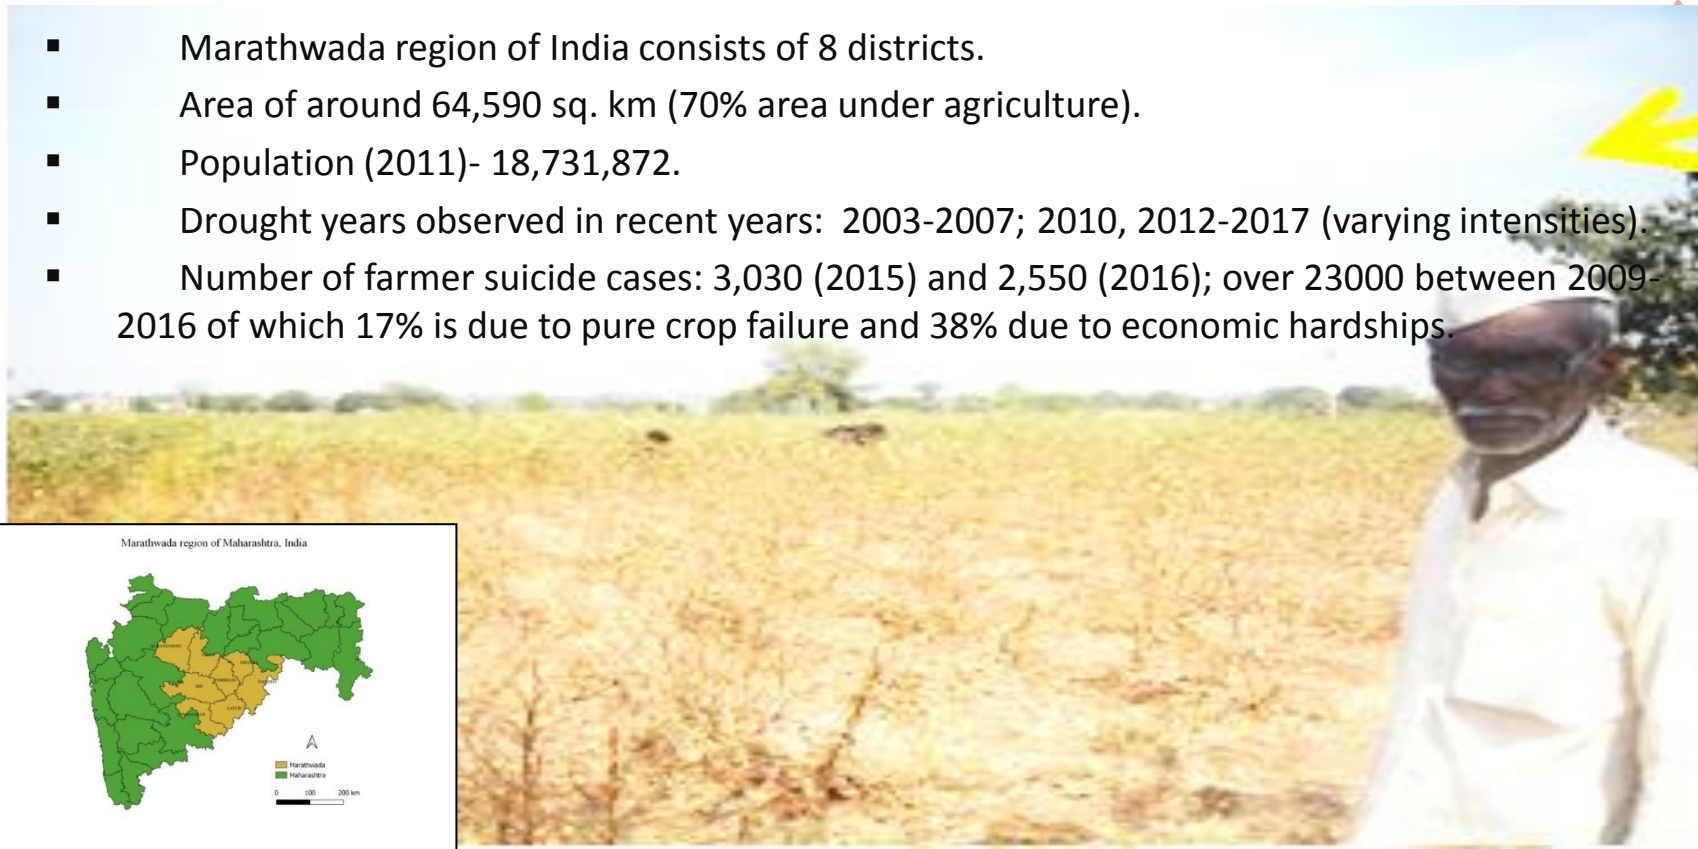 ▪ Marathwada region of India consists of 8 districts.
▪ Area of around 64,590 sq. km (70% area under agriculture).
▪ Population (2011)- 18,731,872.
▪ Drought years observed in recent years: 2003-2007; 2010, 2012-2017 (varying intensities).
▪ Number of farmer suicide cases: 3,030 (2015) and 2,550 (2016); over 23000 between 2009-
2016 of which 17% is due to pure crop failure and 38% due to economic hardships.
Marathwada region of Maharashtra, India
LATUR
Marathwada
Maharashtra
0 100 200 km